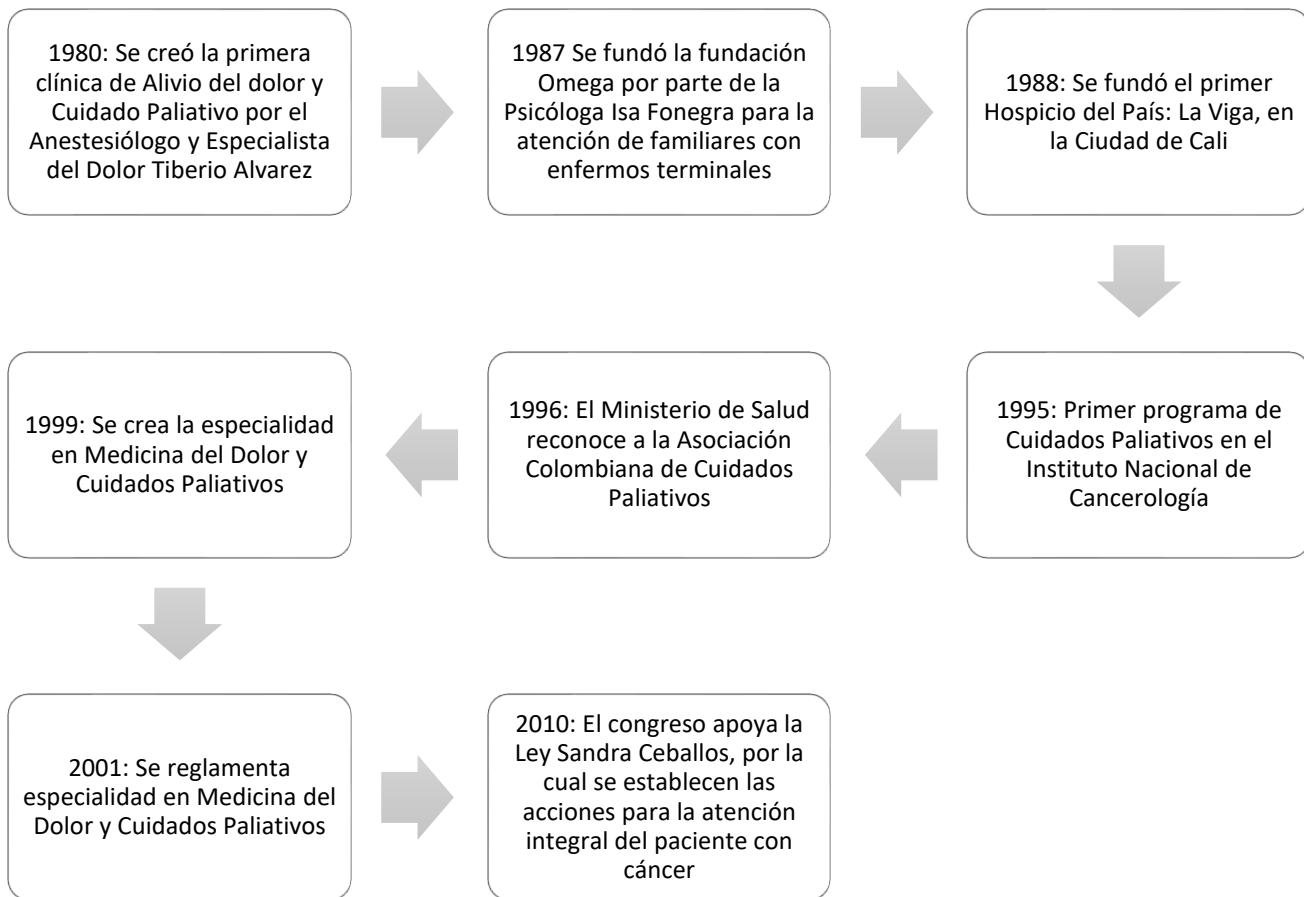 1980: Se creó la primera
clínica de Alivio del dolor y
Cuidado Paliativo por el
Anestesiólogo y Especialista
del Dolor Tiberio Alvarez
1987 Se fundó la fundación
Omega por parte de la
Psicóloga Isa Fonegra para la
atención de familiares con
enfermos terminales
1988: Se fundó el primer
Hospicio del País: La Viga, en
la Ciudad de Cali
1995: Primer programa de
Cuidados Paliativos en el
Instituto Nacional de
Cancerología
1996: El Ministerio de Salud
reconoce a la Asociación
Colombiana de Cuidados
Paliativos
1999: Se crea la especialidad
en Medicina del Dolor y
Cuidados Paliativos
2001: Se reglamenta
especialidad en Medicina del
Dolor y Cuidados Paliativos
2010: El congreso apoya la
Ley Sandra Ceballos, por la
cual se establecen las
acciones para la atención
integral del paciente con
cáncer